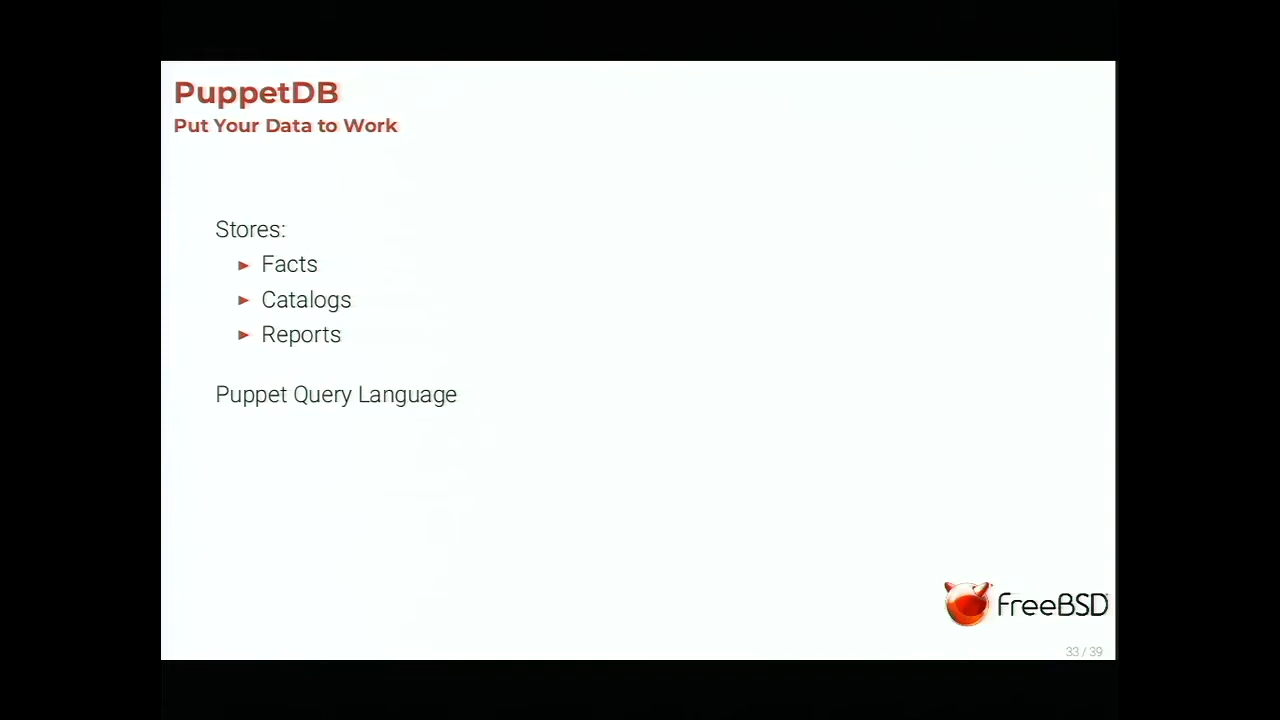 PuppetDB
Put Your Data to Work
Stores:
► Facts
► Catalogs
► Reports
Puppet Query Language
FreeBSD
33 / 39